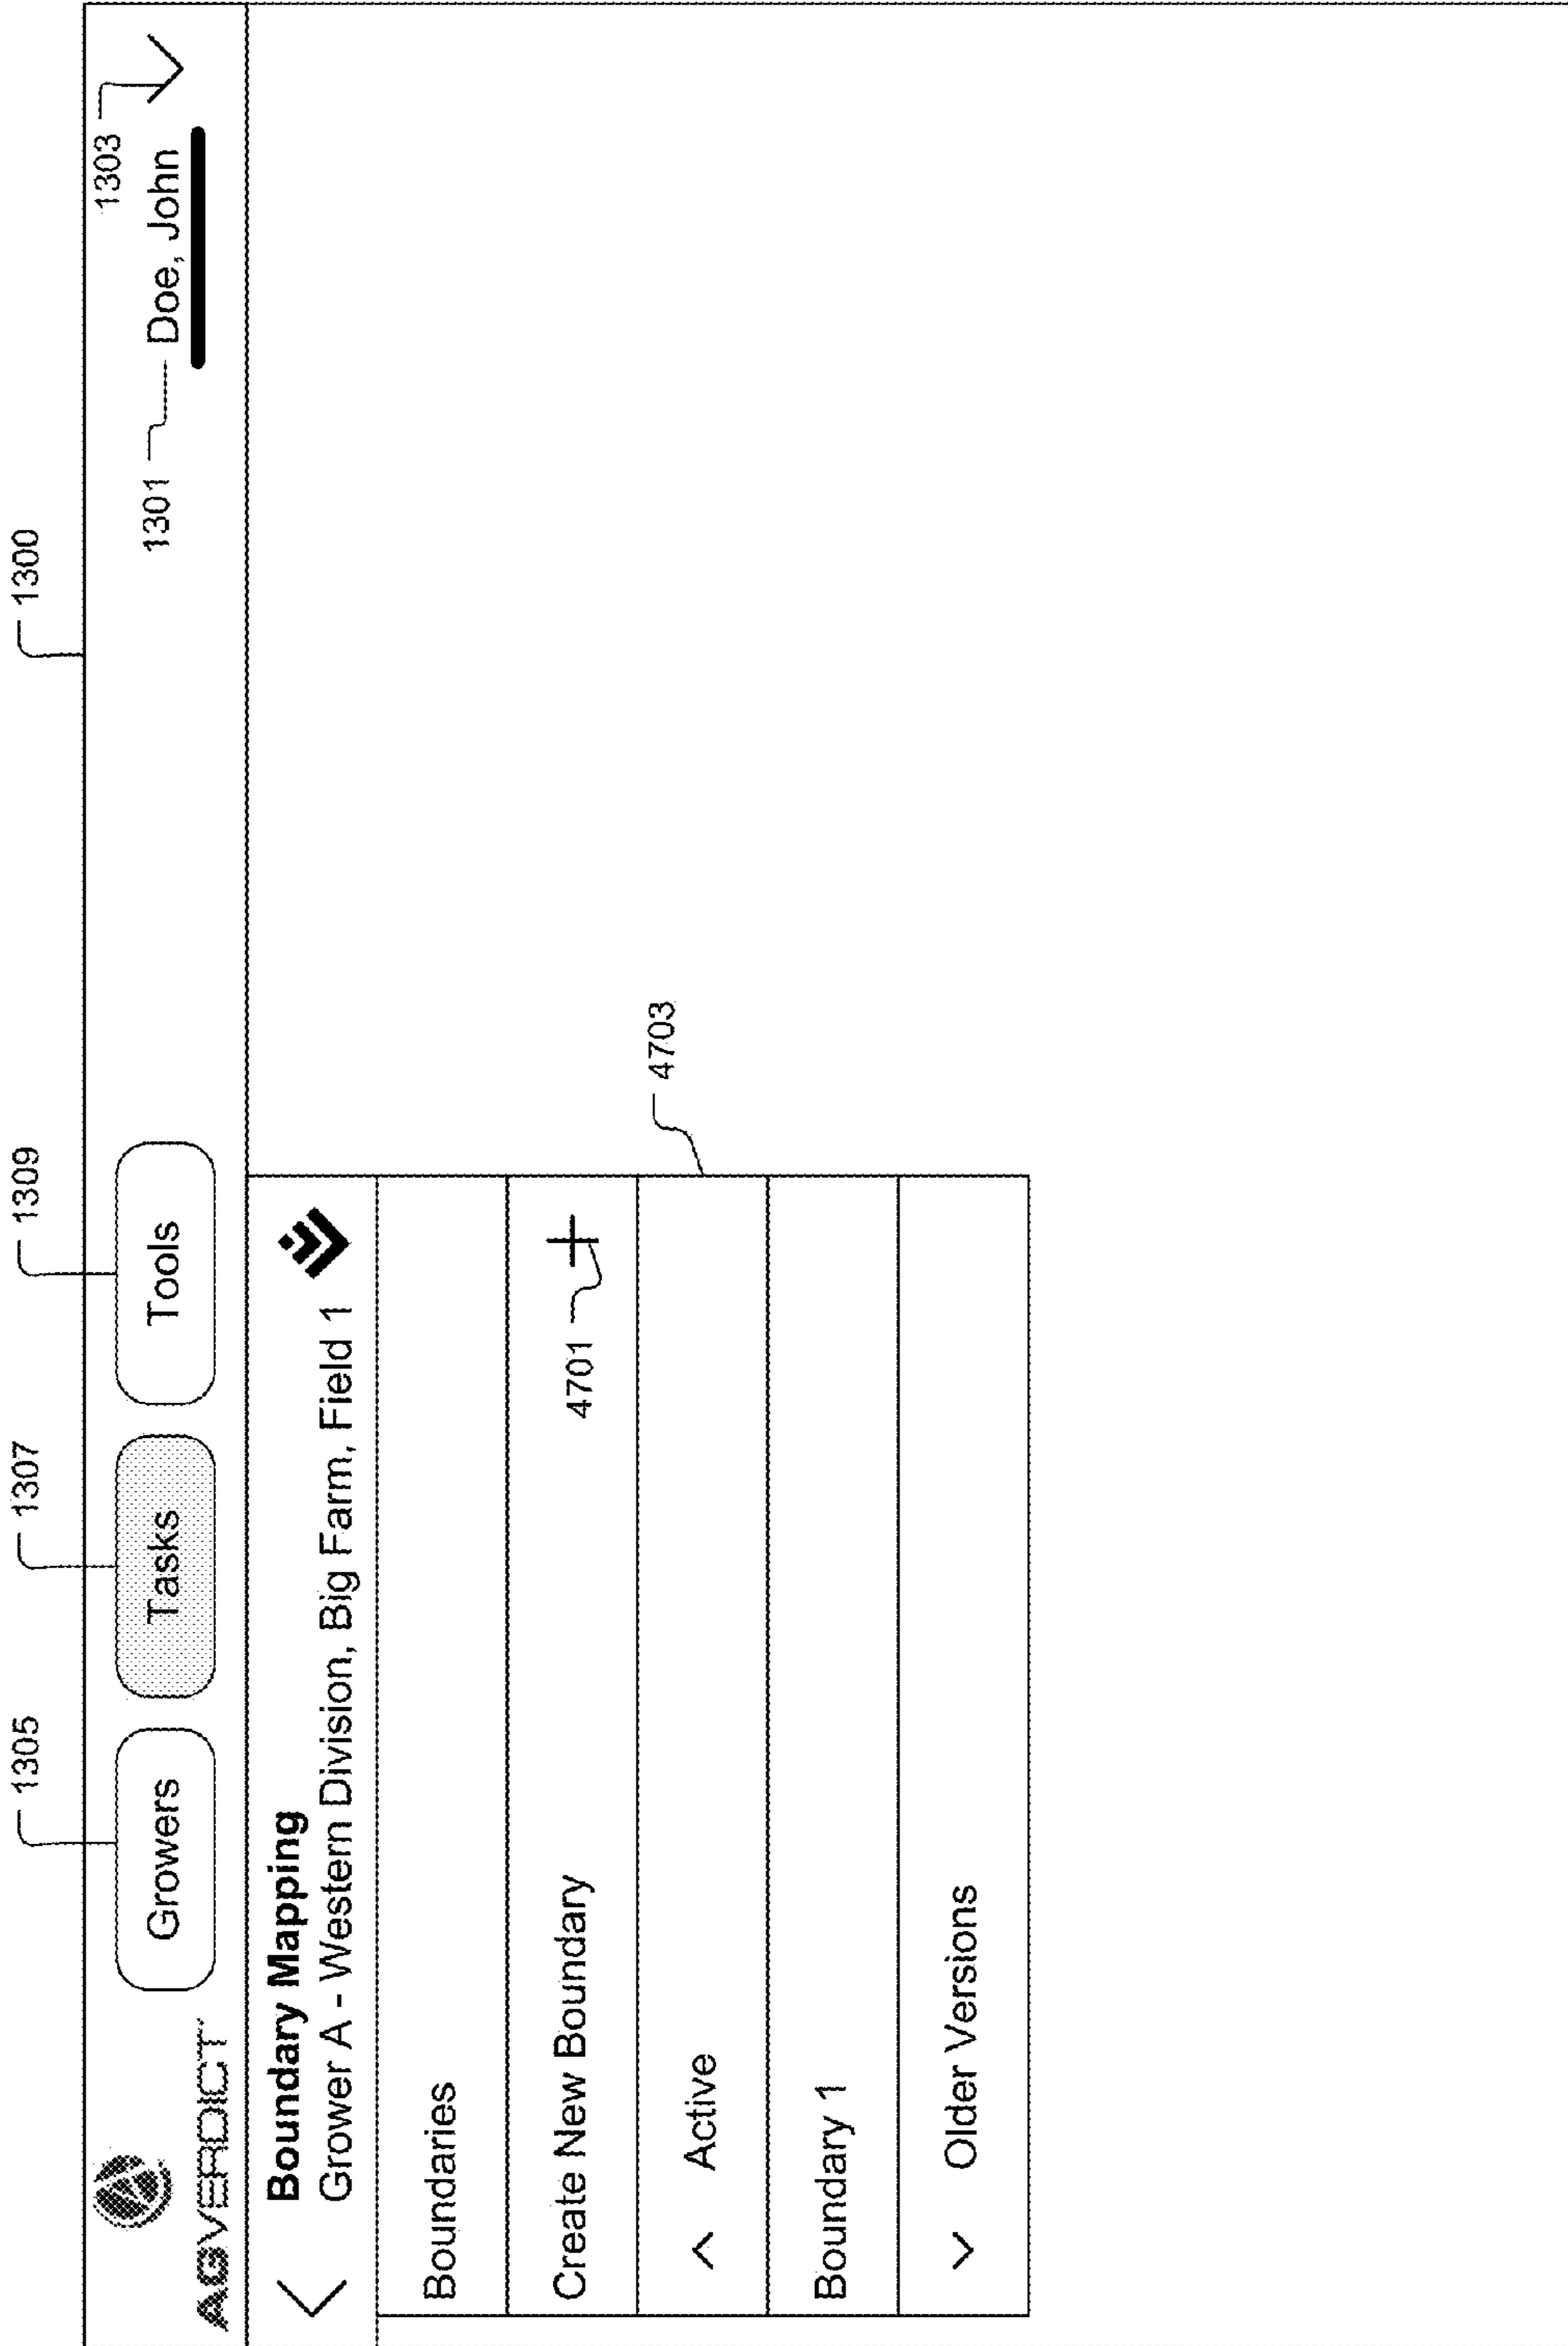 1300
1305
1307
1309
1303
AGVERDICT
Growers
Tasks
Tools
1301
Doe, John
Boundary Mapping
Grower A - Western Division, Big Farm, Field 1
Boundaries
Create New Boundary
4701
Active
4703
Boundary 1
Older Versions